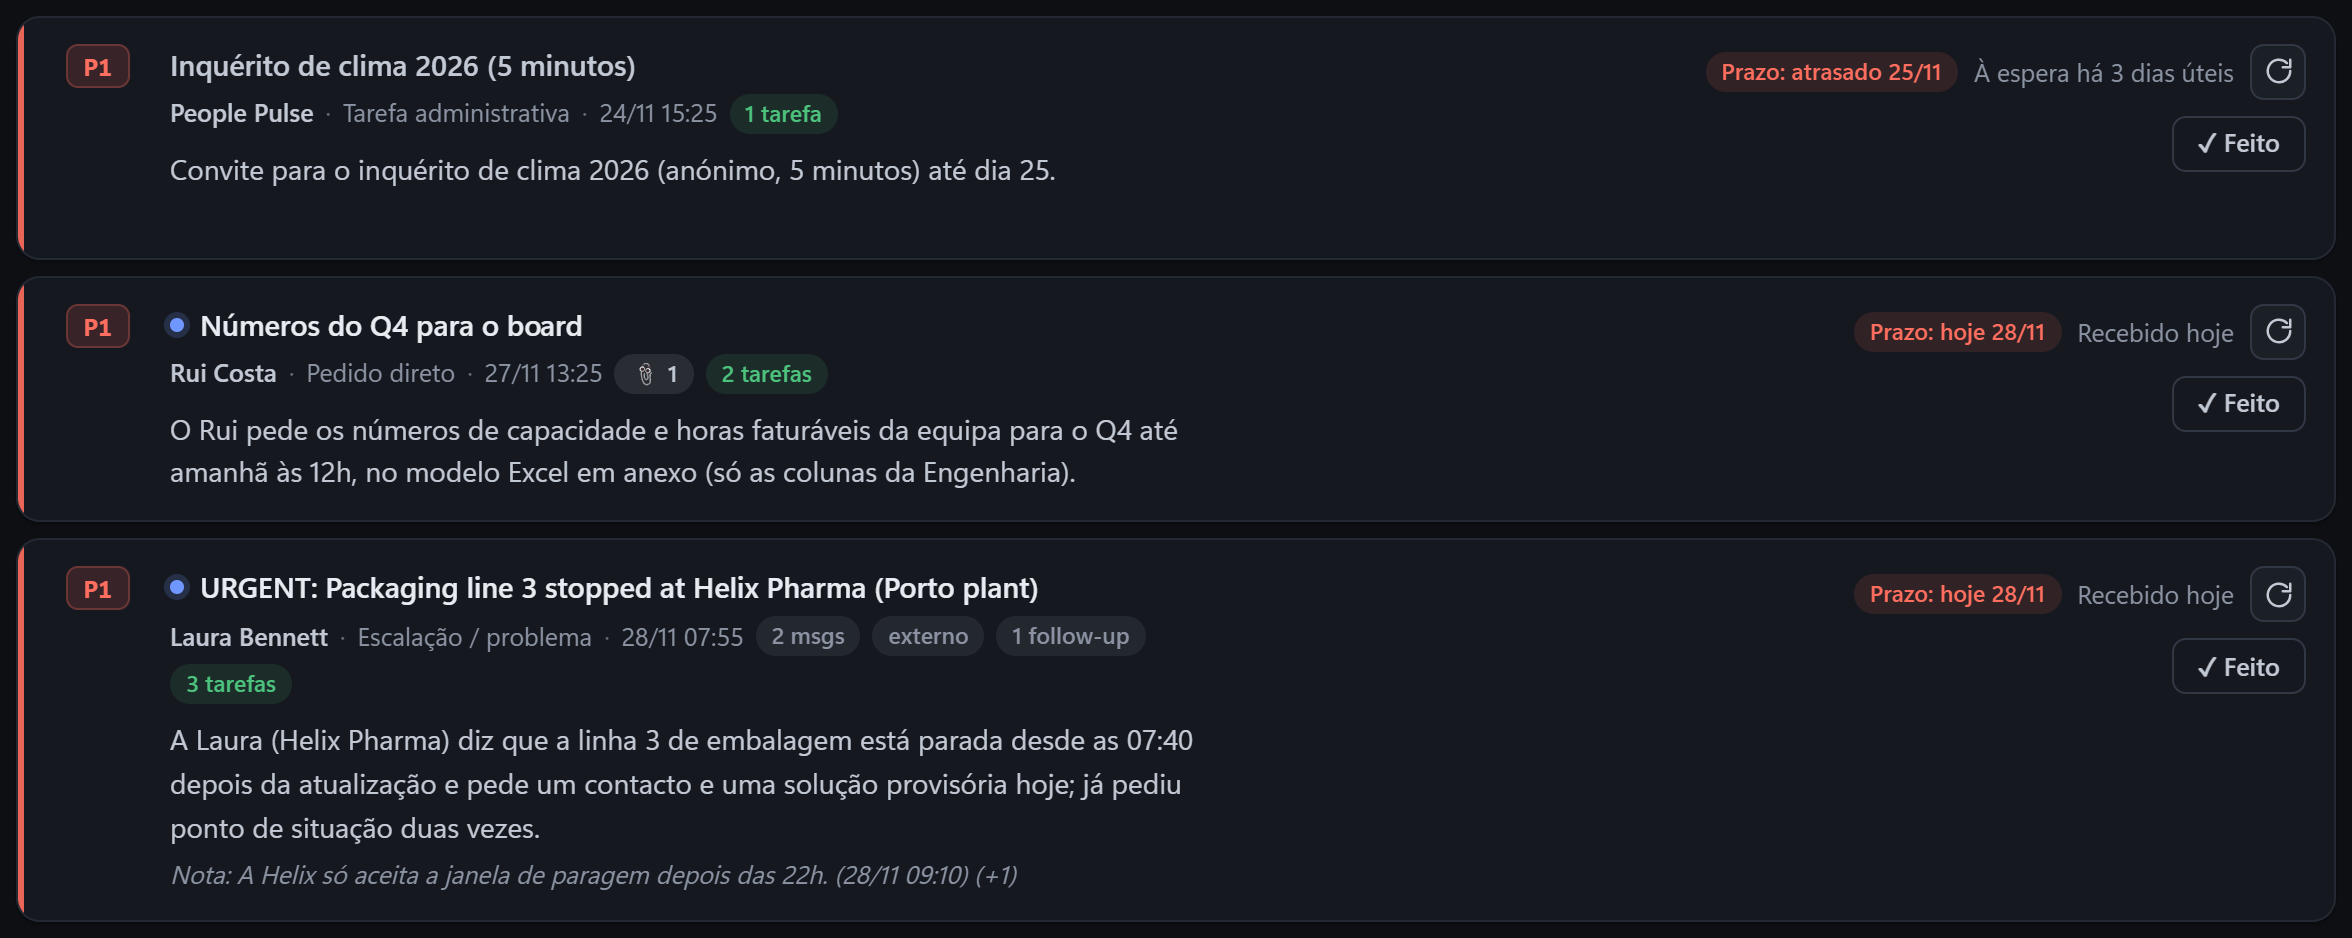 P1 Inquérito de clima 2026 (5 minutos) Prazo: atrasado 25/11 À espera há 3 dias úteis
People Pulse · Tarefa administrativa · 24/11 15:25 1 tarefa
✓ Feito
Convite para o inquérito de clima 2026 (anónimo, 5 minutos) até dia 25.
P1 Números do Q4 para o board Prazo: hoje 28/11 Recebido hoje
Rui Costa · Pedido direto · 27/11 13:25 1 2 tarefas
✓ Feito
O Rui pede os números de capacidade e horas faturáveis da equipa para o Q4 até
amanhã às 12h, no modelo Excel em anexo (só as colunas da Engenharia).
P1 URGENT: Packaging line 3 stopped at Helix Pharma (Porto plant) Prazo: hoje 28/11 Recebido hoje
Laura Bennett · Escalação / problema · 28/11 07:55 2 msgs externo 1 follow-up
✓ Feito
3 tarefas
A Laura (Helix Pharma) diz que a linha 3 de embalagem está parada desde as 07:40
depois da atualização e pede um contacto e uma solução provisória hoje; já pediu
ponto de situação duas vezes.
Nota: A Helix só aceita a janela de paragem depois das 22h. (28/11 09:10) (+1)